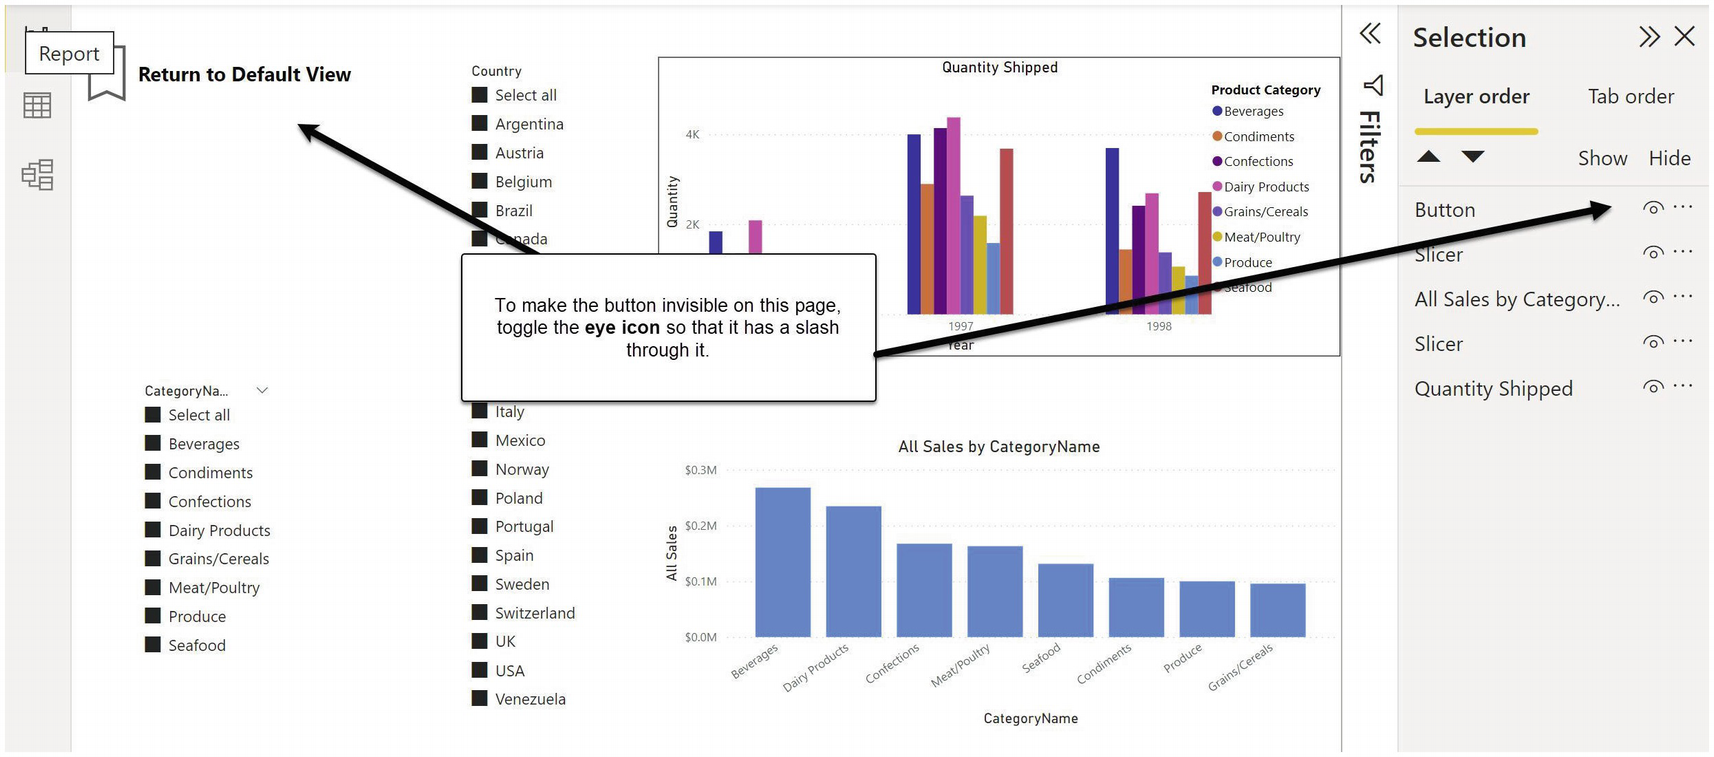 Report
Return to Default View
Country
Select all
Argentina
Austria
Belgium
Brazil
Canada
Italy
Mexico
Norway
Poland
Portugal
Spain
Sweden
Switzerland
UK
USA
Venezuela
CategoryNa...
Select all
Beverages
Condiments
Confections
Dairy Products
Grains/Cereals
Meat/Poultry
Produce
Seafood
To make the button invisible on this page,
toggle the eye icon so that it has a slash
through it.
Quantity Shipped
Quantity
4K
2K
1997
1998
Year
Product Category
Beverages
Condiments
Confections
Dairy Products
Grains/Cereals
Meat/Poultry
Produce
Seafood
All Sales by CategoryName
All Sales
$0.3M
$0.2M
$0.1M
$0.0M
Beverages
Dairy Products
Confections
Meat/Poultry
Seafood
Condiments
Produce
Grains/Cereals
CategoryName
Filters
Selection
Layer order
Tab order
Show Hide
Button
Slicer
All Sales by Category...
Slicer
Quantity Shipped